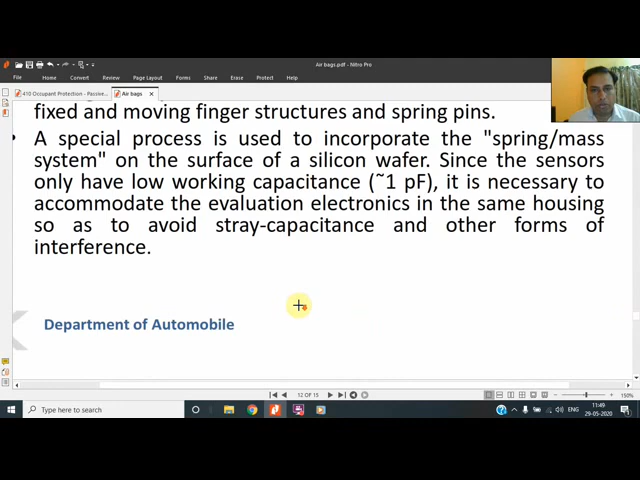 Air bags.pdf - Nitro Pro
File Home Convert Review Page Layout Forms Share Erase Protect Help
410 Occupant Protection - Passive... Air bags
fixed and moving finger structures and spring pins.
• A special process is used to incorporate the "spring/mass
system" on the surface of a silicon wafer. Since the sensors
only have low working capacitance (~1 pF), it is necessary to
accommodate the evaluation electronics in the same housing
so as to avoid stray-capacitance and other forms of
interference.
Department of Automobile
12 OF 15
150%
Type here to search
ENG
11:49
29-05-2020